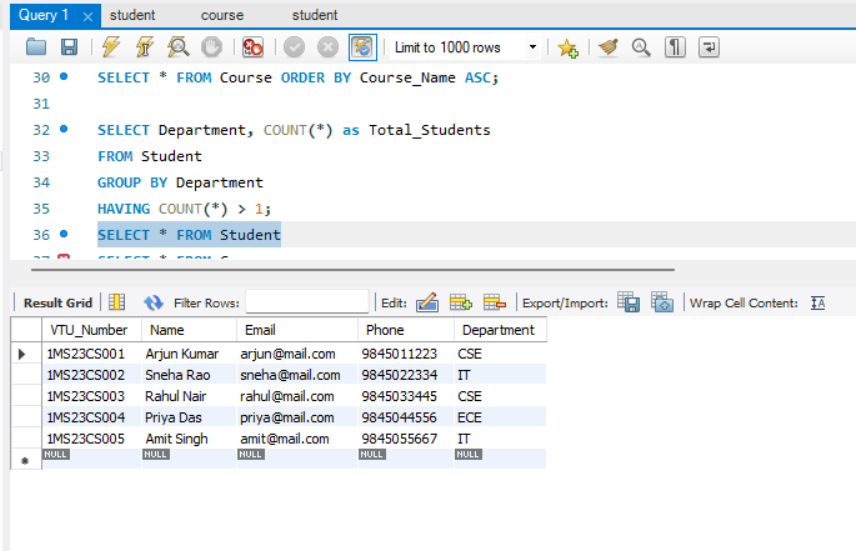 Query 1 student course student
Limit to 1000 rows
30 SELECT * FROM Course ORDER BY Course_Name ASC;
31
32 SELECT Department, COUNT(*) as Total_Students
33 FROM Student
34 GROUP BY Department
35 HAVING COUNT(*) > 1;
36 SELECT * FROM Student
37 SELECT * FROM
Result Grid Filter Rows: Edit: Export/Import: Wrap Cell Content: IA
VTU_Number Name Email Phone Department
1MS23CS001 Arjun Kumar arjun@mail.com 9845011223 CSE
1MS23CS002 Sneha Rao sneha@mail.com 9845022334 IT
1MS23CS003 Rahul Nair rahul@mail.com 9845033445 CSE
1MS23CS004 Priya Das priya@mail.com 9845044556 ECE
1MS23CS005 Amit Singh amit@mail.com 9845055667 IT
NULL NULL NULL NULL NULL